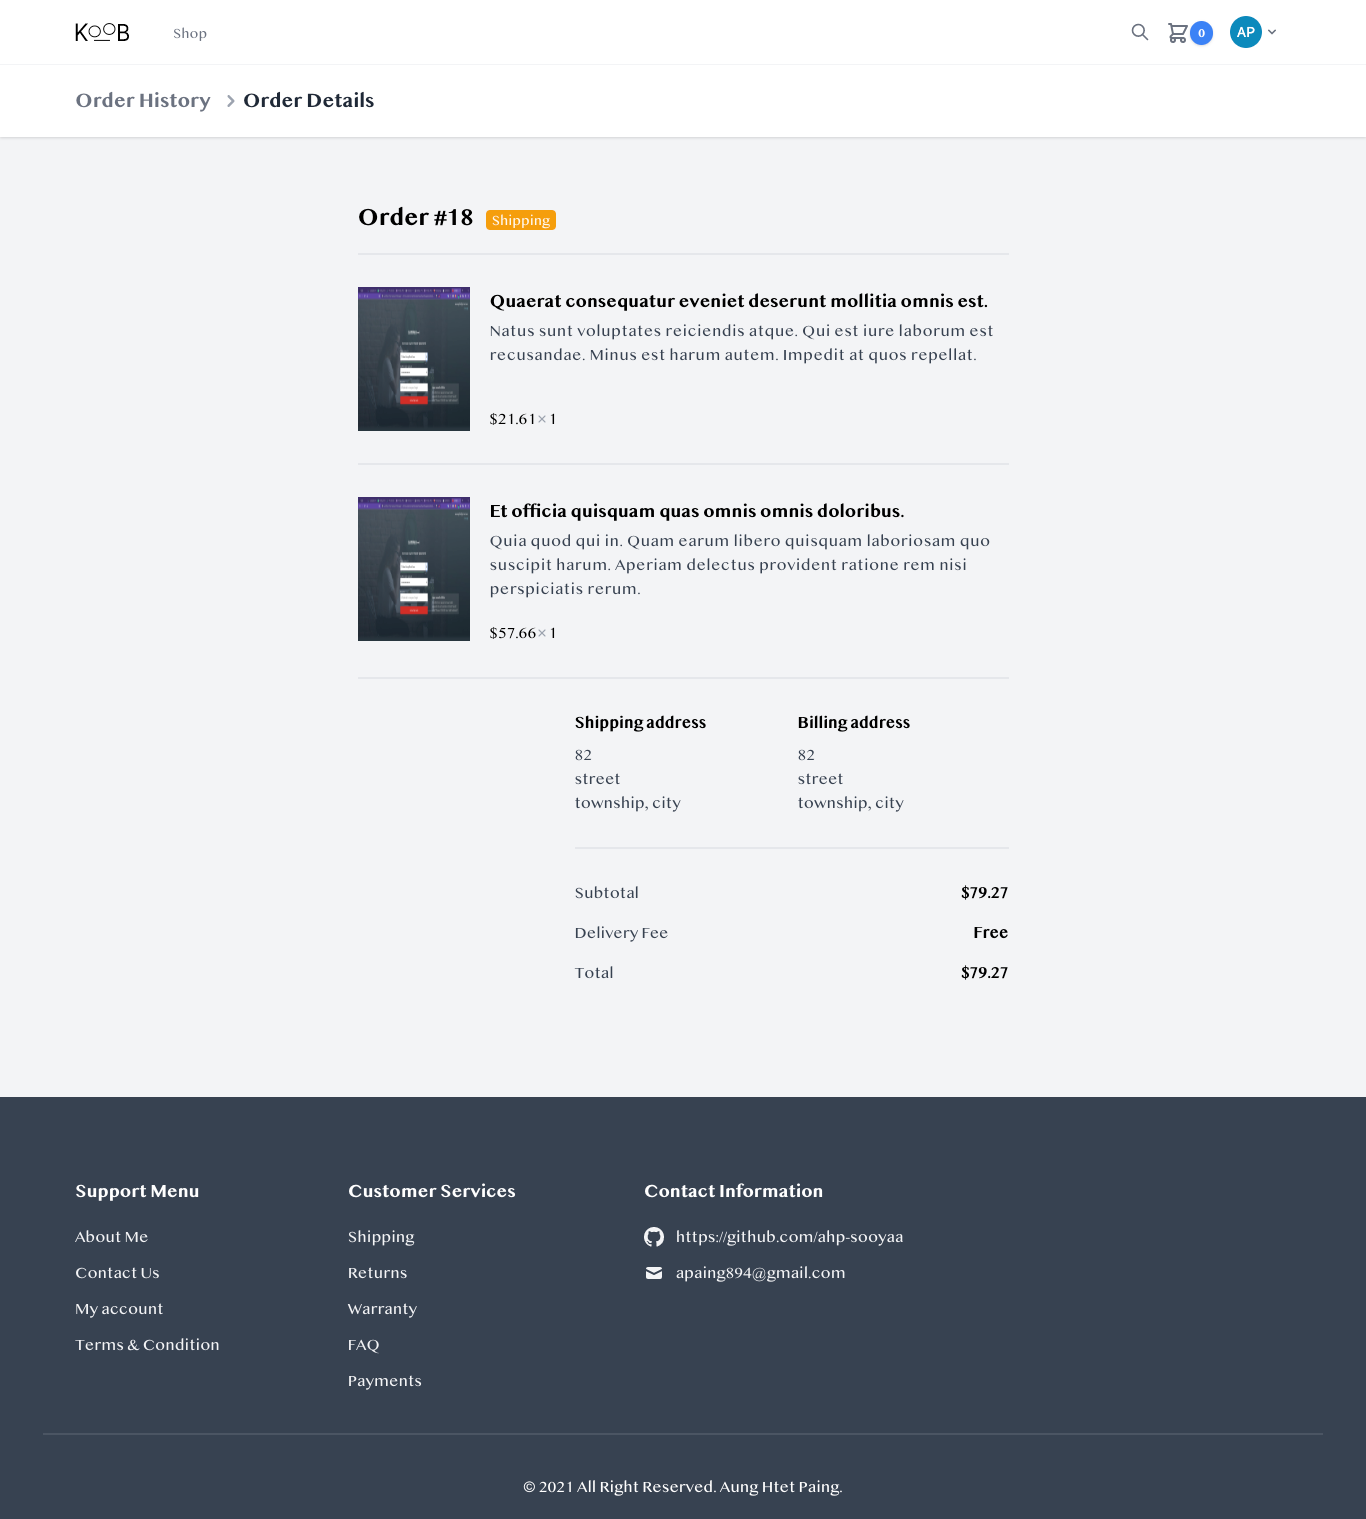 KOOB
Shop
0
AP
Order History
Order Details
Order #18
Shipping
Quaerat consequatur eveniet deserunt mollitia omnis est.
Natus sunt voluptates reiciendis atque. Qui est iure laborum est
recusandae. Minus est harum autem. Impedit at quos repellat.
$21.61 × 1
Et officia quisquam quas omnis omnis doloribus.
Quia quod qui in. Quam earum libero quisquam laboriosam quo
suscipit harum. Aperiam delectus provident ratione rem nisi
perspiciatis rerum.
$57.66 × 1
Shipping address
82
street
township, city
Billing address
82
street
township, city
Subtotal $79.27
Delivery Fee Free
Total $79.27
Support Menu
About Me
Contact Us
My account
Terms & Condition
Customer Services
Shipping
Returns
Warranty
FAQ
Payments
Contact Information
https://github.com/ahp-sooyaa
apaing894@gmail.com
© 2021 All Right Reserved. Aung Htet Paing.